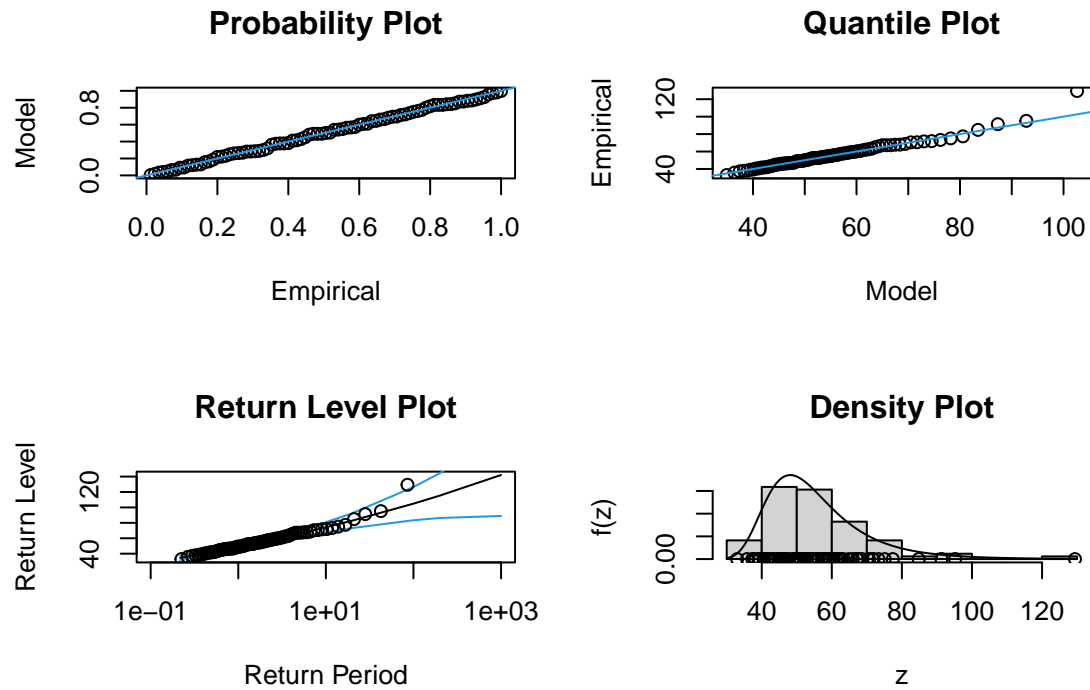 Probability Plot
Model
0.0 0.8
0.0 0.2 0.4 0.6 0.8 1.0
Empirical
Quantile Plot
Empirical
40 120
40 60 80 100
Model
Return Level Plot
Return Level
40 120
1e−01 1e+01 1e+03
Return Period
Density Plot
f(z)
0.00
40 60 80 100 120
z